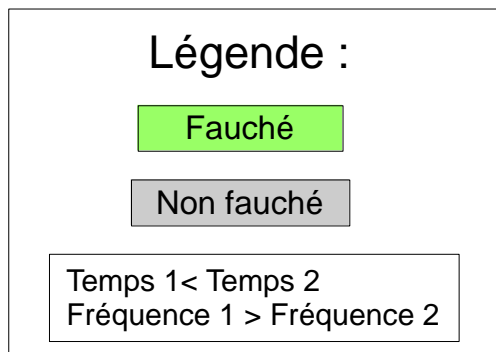 Légende :
Fauché
Non fauché
Temps 1< Temps 2
Fréquence 1 > Fréquence 2